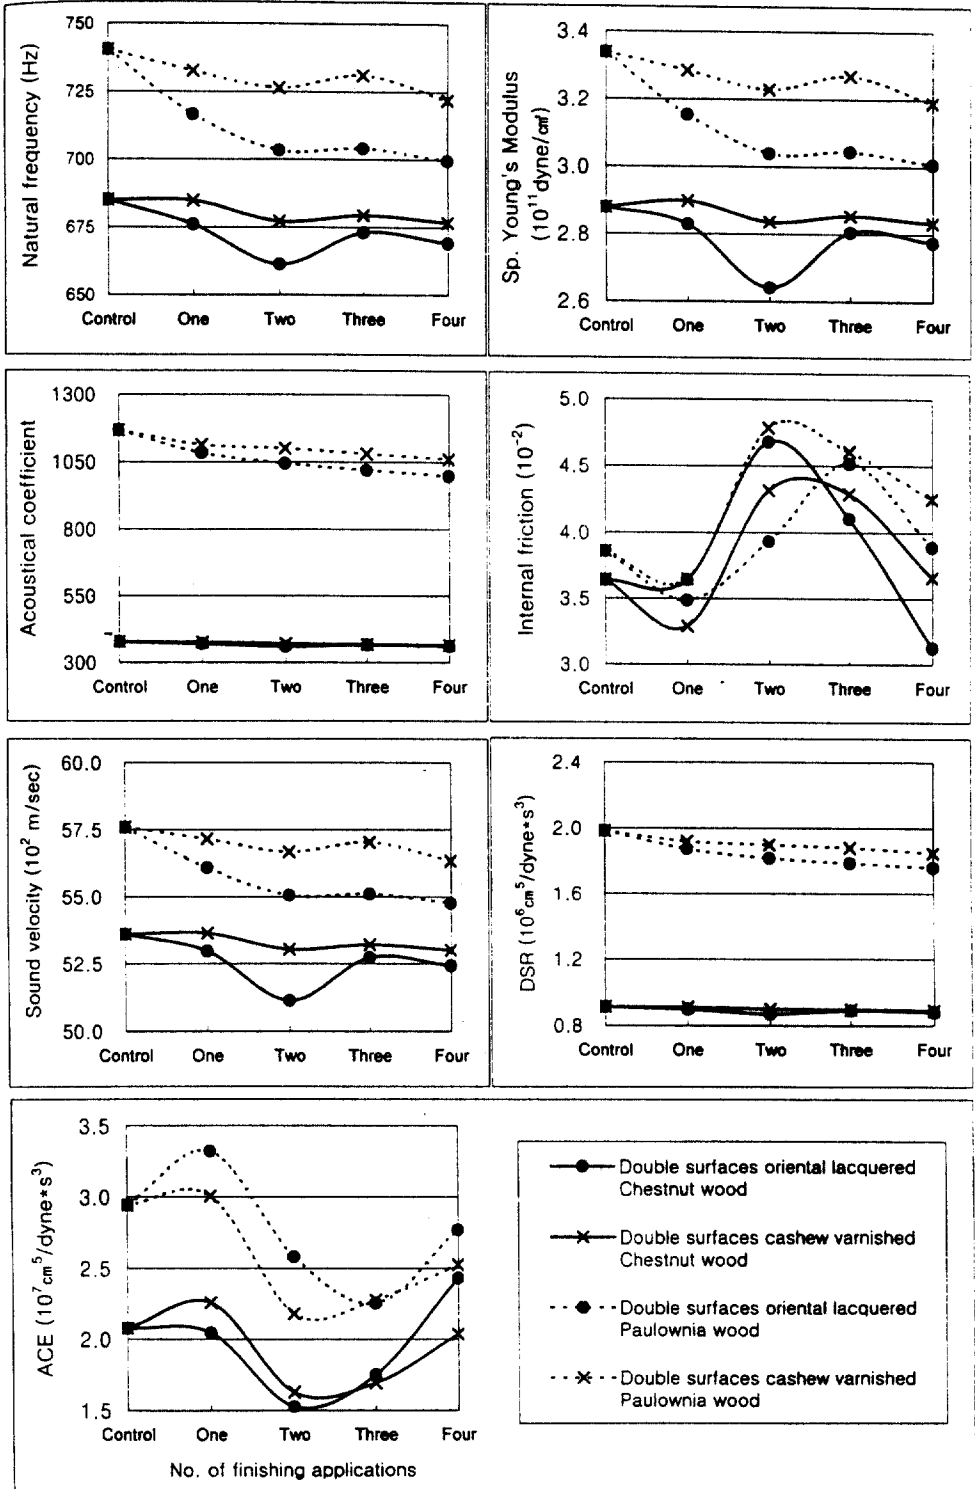 Natural frequency (Hz)
750
725
700
675
650
Control One Two Three Four
Sp. Young's Modulus
(10¹¹dyne/㎠)
3.4
3.2
3.0
2.8
2.6
Control One Two Three Four
Acoustical coefficient
1300
1050
800
550
300
Control One Two Three Four
Internal friction (10⁻²)
5.0
4.5
4.0
3.5
3.0
Control One Two Three Four
Sound velocity (10² m/sec)
60.0
57.5
55.0
52.5
50.0
Control One Two Three Four
DSR (10⁶cm⁵/dyne*s³)
2.4
2.0
1.6
1.2
0.8
Control One Two Three Four
ACE (10⁷cm⁵/dyne*s³)
3.5
3.0
2.5
2.0
1.5
Control One Two Three Four
No. of finishing applications
Double surfaces oriental lacquered
Chestnut wood
Double surfaces cashew varnished
Chestnut wood
Double surfaces oriental lacquered
Paulownia wood
Double surfaces cashew varnished
Paulownia wood